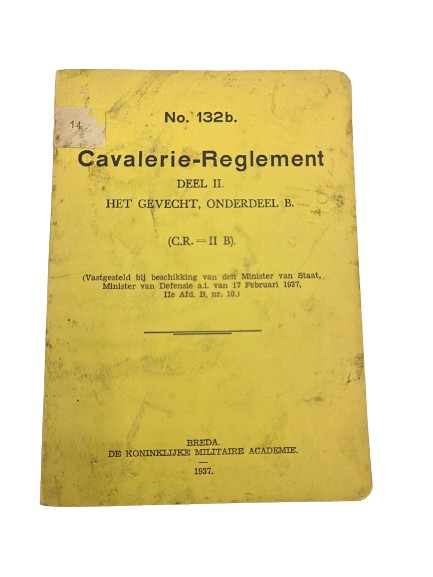 14.
No. 132b.
Cavalerie-Reglement
DEEL II.
HET GEVECHT, ONDERDEEL B.
(C.R. = II B).
(Vastgesteld bij beschikking van den Minister van Staat,
Minister van Defensie a.i. van 17 Februari 1937,
IIe Afd. B, nr. 10.)
BREDA.
DE KONINKLIJKE MILITAIRE ACADEMIE.
—
1937.